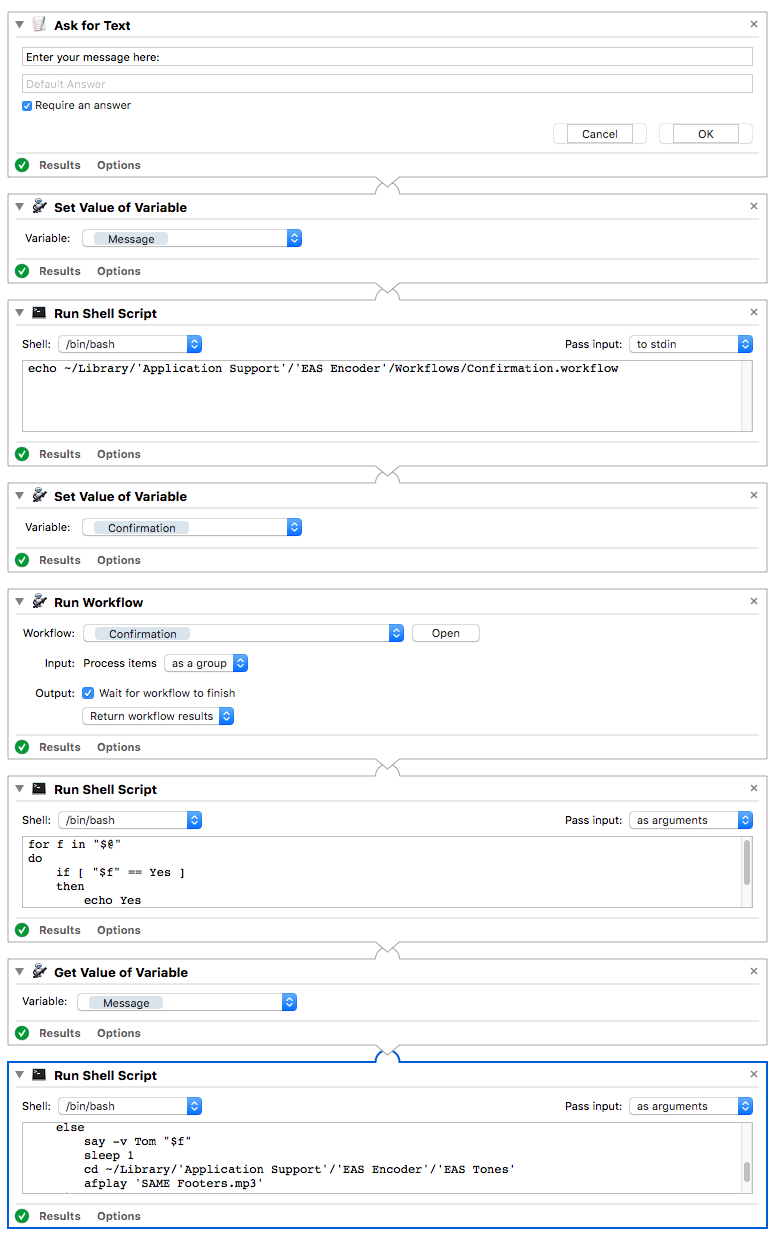 Ask for Text
Enter your message here:
Default Answer
Require an answer
Cancel OK
Results Options
Set Value of Variable
Variable: Message
Results Options
Run Shell Script
Shell: /bin/bash Pass input: to stdin
echo ~/Library/'Application Support'/'EAS Encoder'/Workflows/Confirmation.workflow
Results Options
Set Value of Variable
Variable: Confirmation
Results Options
Run Workflow
Workflow: Confirmation Open
Input: Process items as a group
Output: Wait for workflow to finish
Return workflow results
Results Options
Run Shell Script
Shell: /bin/bash Pass input: as arguments
for f in "$@"
do
if [ "$f" == Yes ]
then
echo Yes
Results Options
Get Value of Variable
Variable: Message
Results Options
Run Shell Script
Shell: /bin/bash Pass input: as arguments
else
say -v Tom "$f"
sleep 1
cd ~/Library/'Application Support'/'EAS Encoder'/'EAS Tones'
afplay 'SAME Footers.mp3'
Results Options